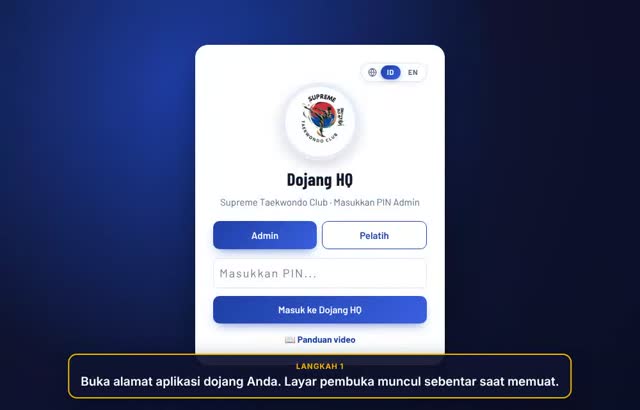 ID EN
SUPREME
TAEKWONDO CLUB
Dojang HQ
Supreme Taekwondo Club · Masukkan PIN Admin
Admin Pelatih
Masukkan PIN...
Masuk ke Dojang HQ
📖 Panduan video
LANGKAH 1
Buka alamat aplikasi dojang Anda. Layar pembuka muncul sebentar saat memuat.